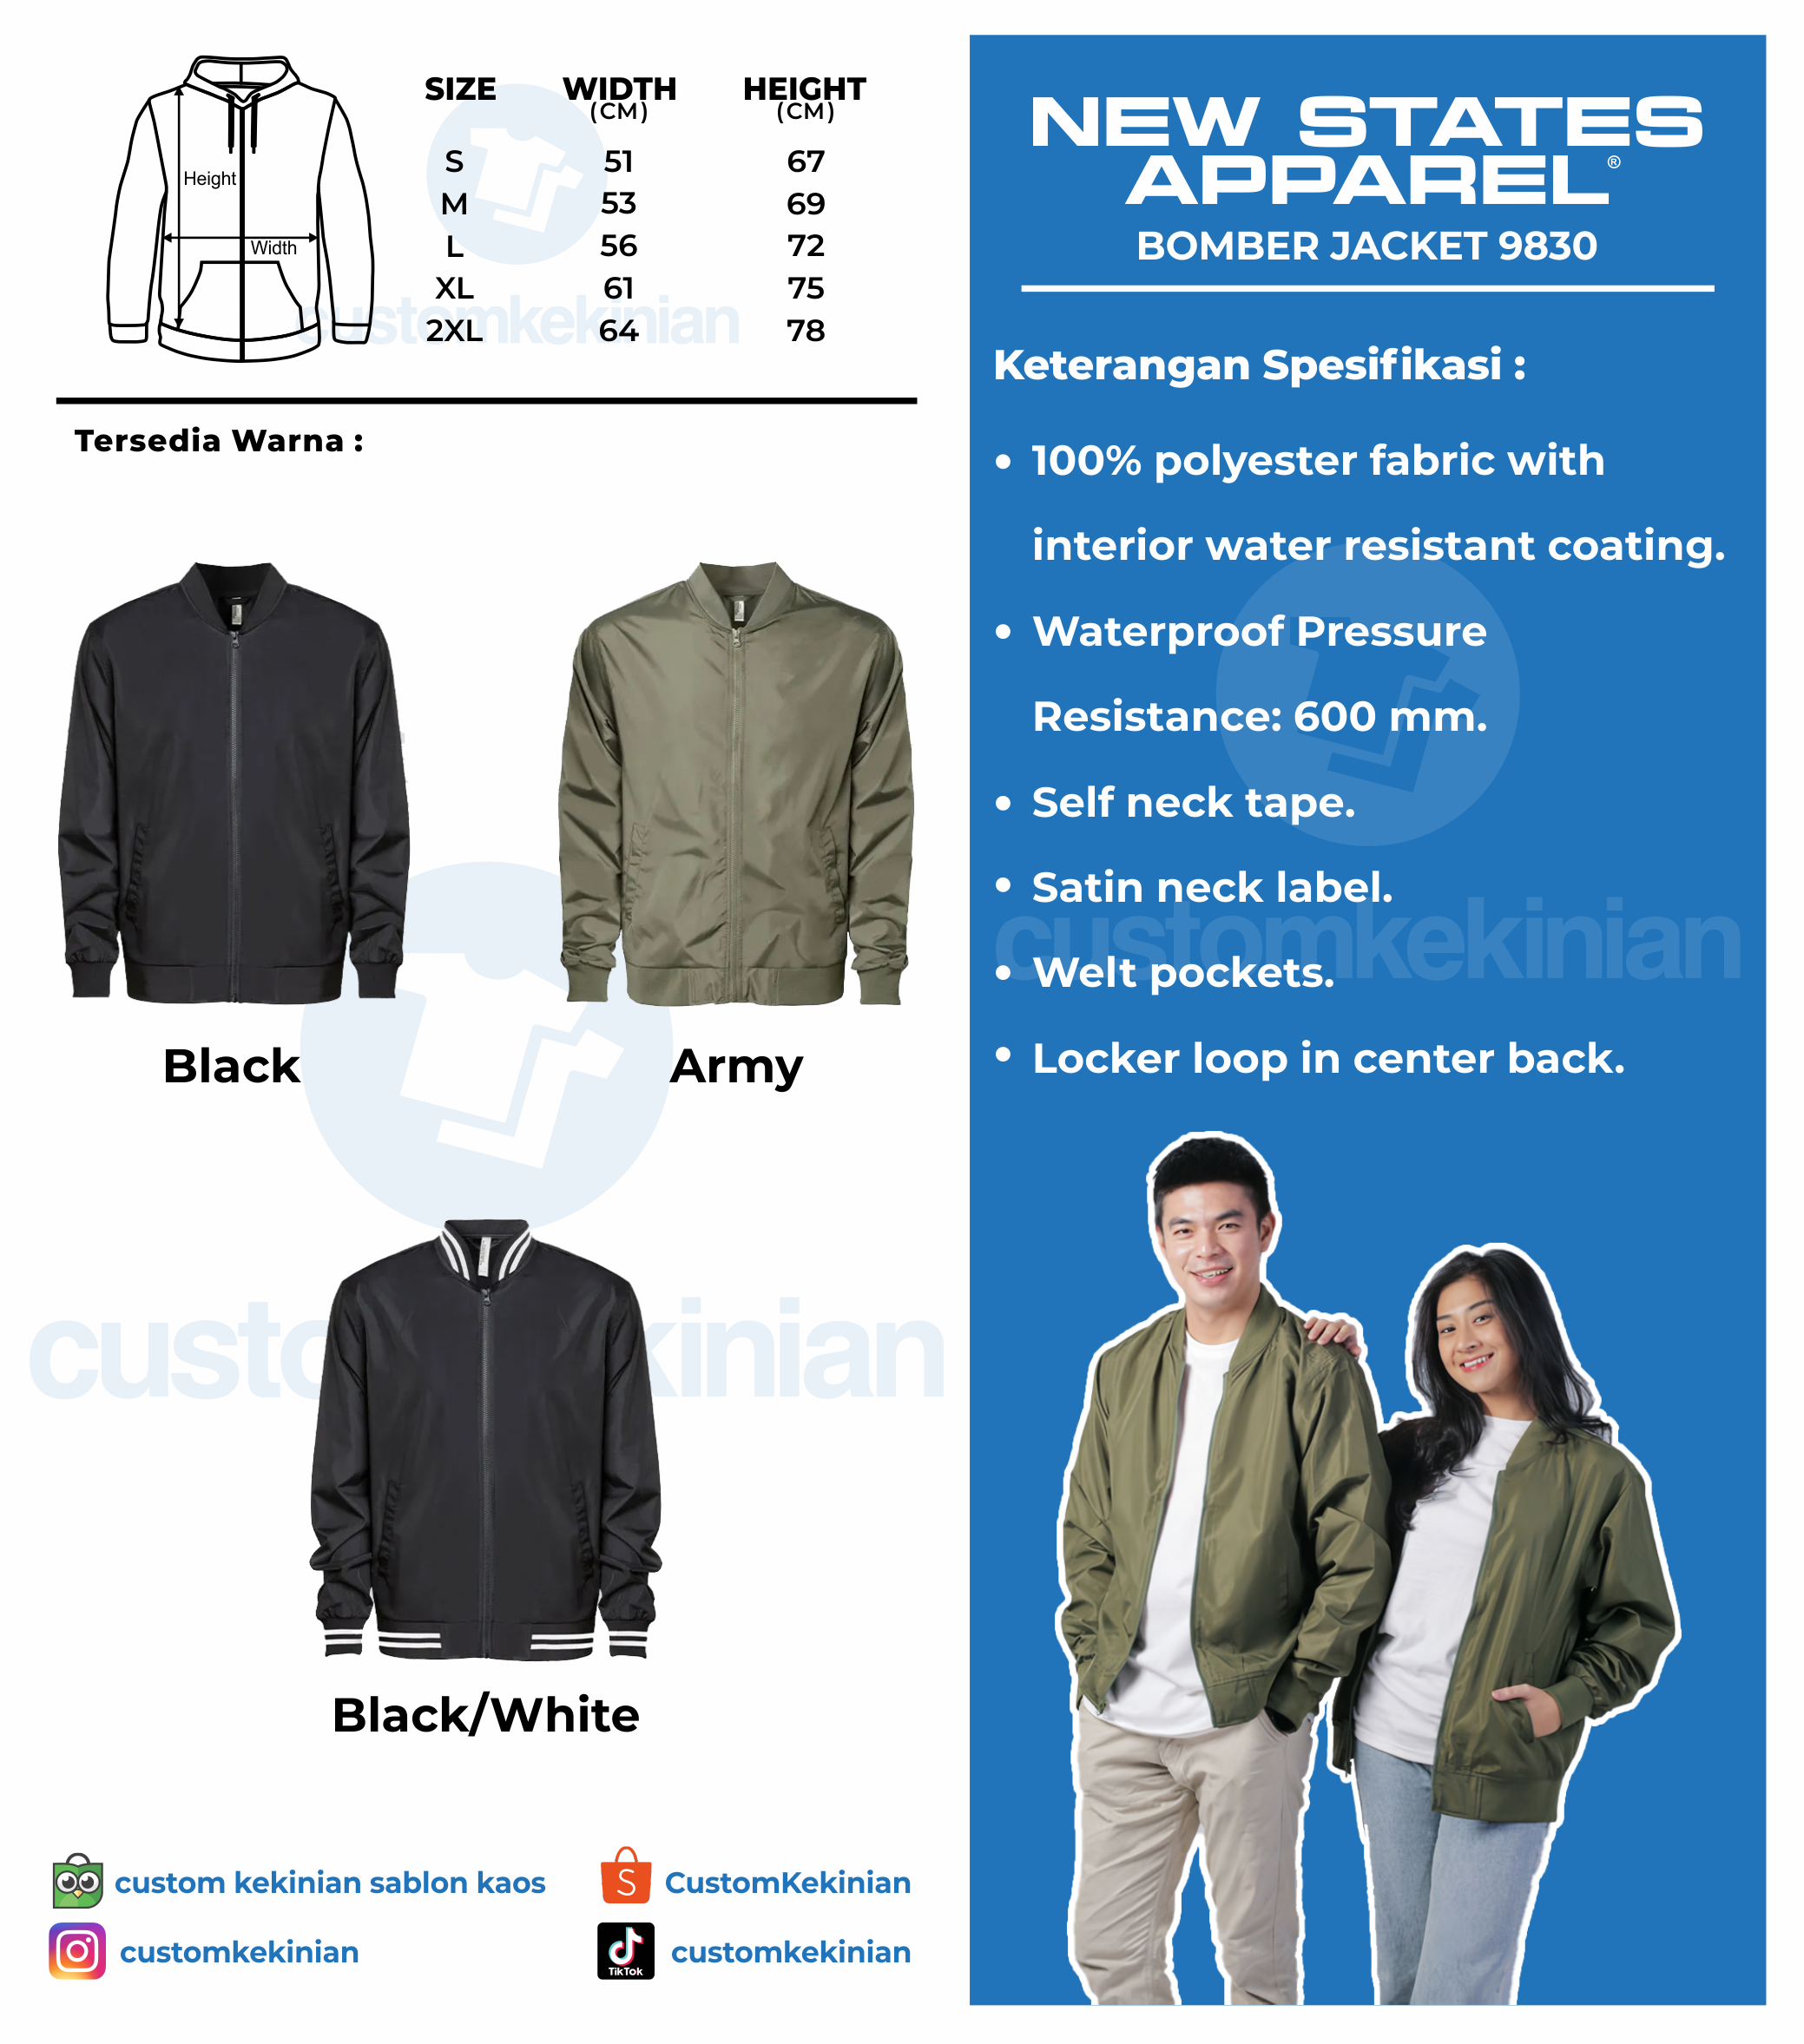 Height
Width
SIZE WIDTH HEIGHT
(CM) (CM)
S 51 67
M 53 69
L 56 72
XL 61 75
2XL 64 78
customkekinian
Tersedia Warna :
Black
Army
Black/White
customkekinian
custom kekinian sablon kaos
CustomKekinian
customkekinian
TikTok
customkekinian
NEW STATES
APPAREL®
BOMBER JACKET 9830
Keterangan Spesifikasi :
• 100% polyester fabric with
interior water resistant coating.
• Waterproof Pressure
Resistance: 600 mm.
• Self neck tape.
• Satin neck label.
customkekinian
• Welt pockets.
• Locker loop in center back.